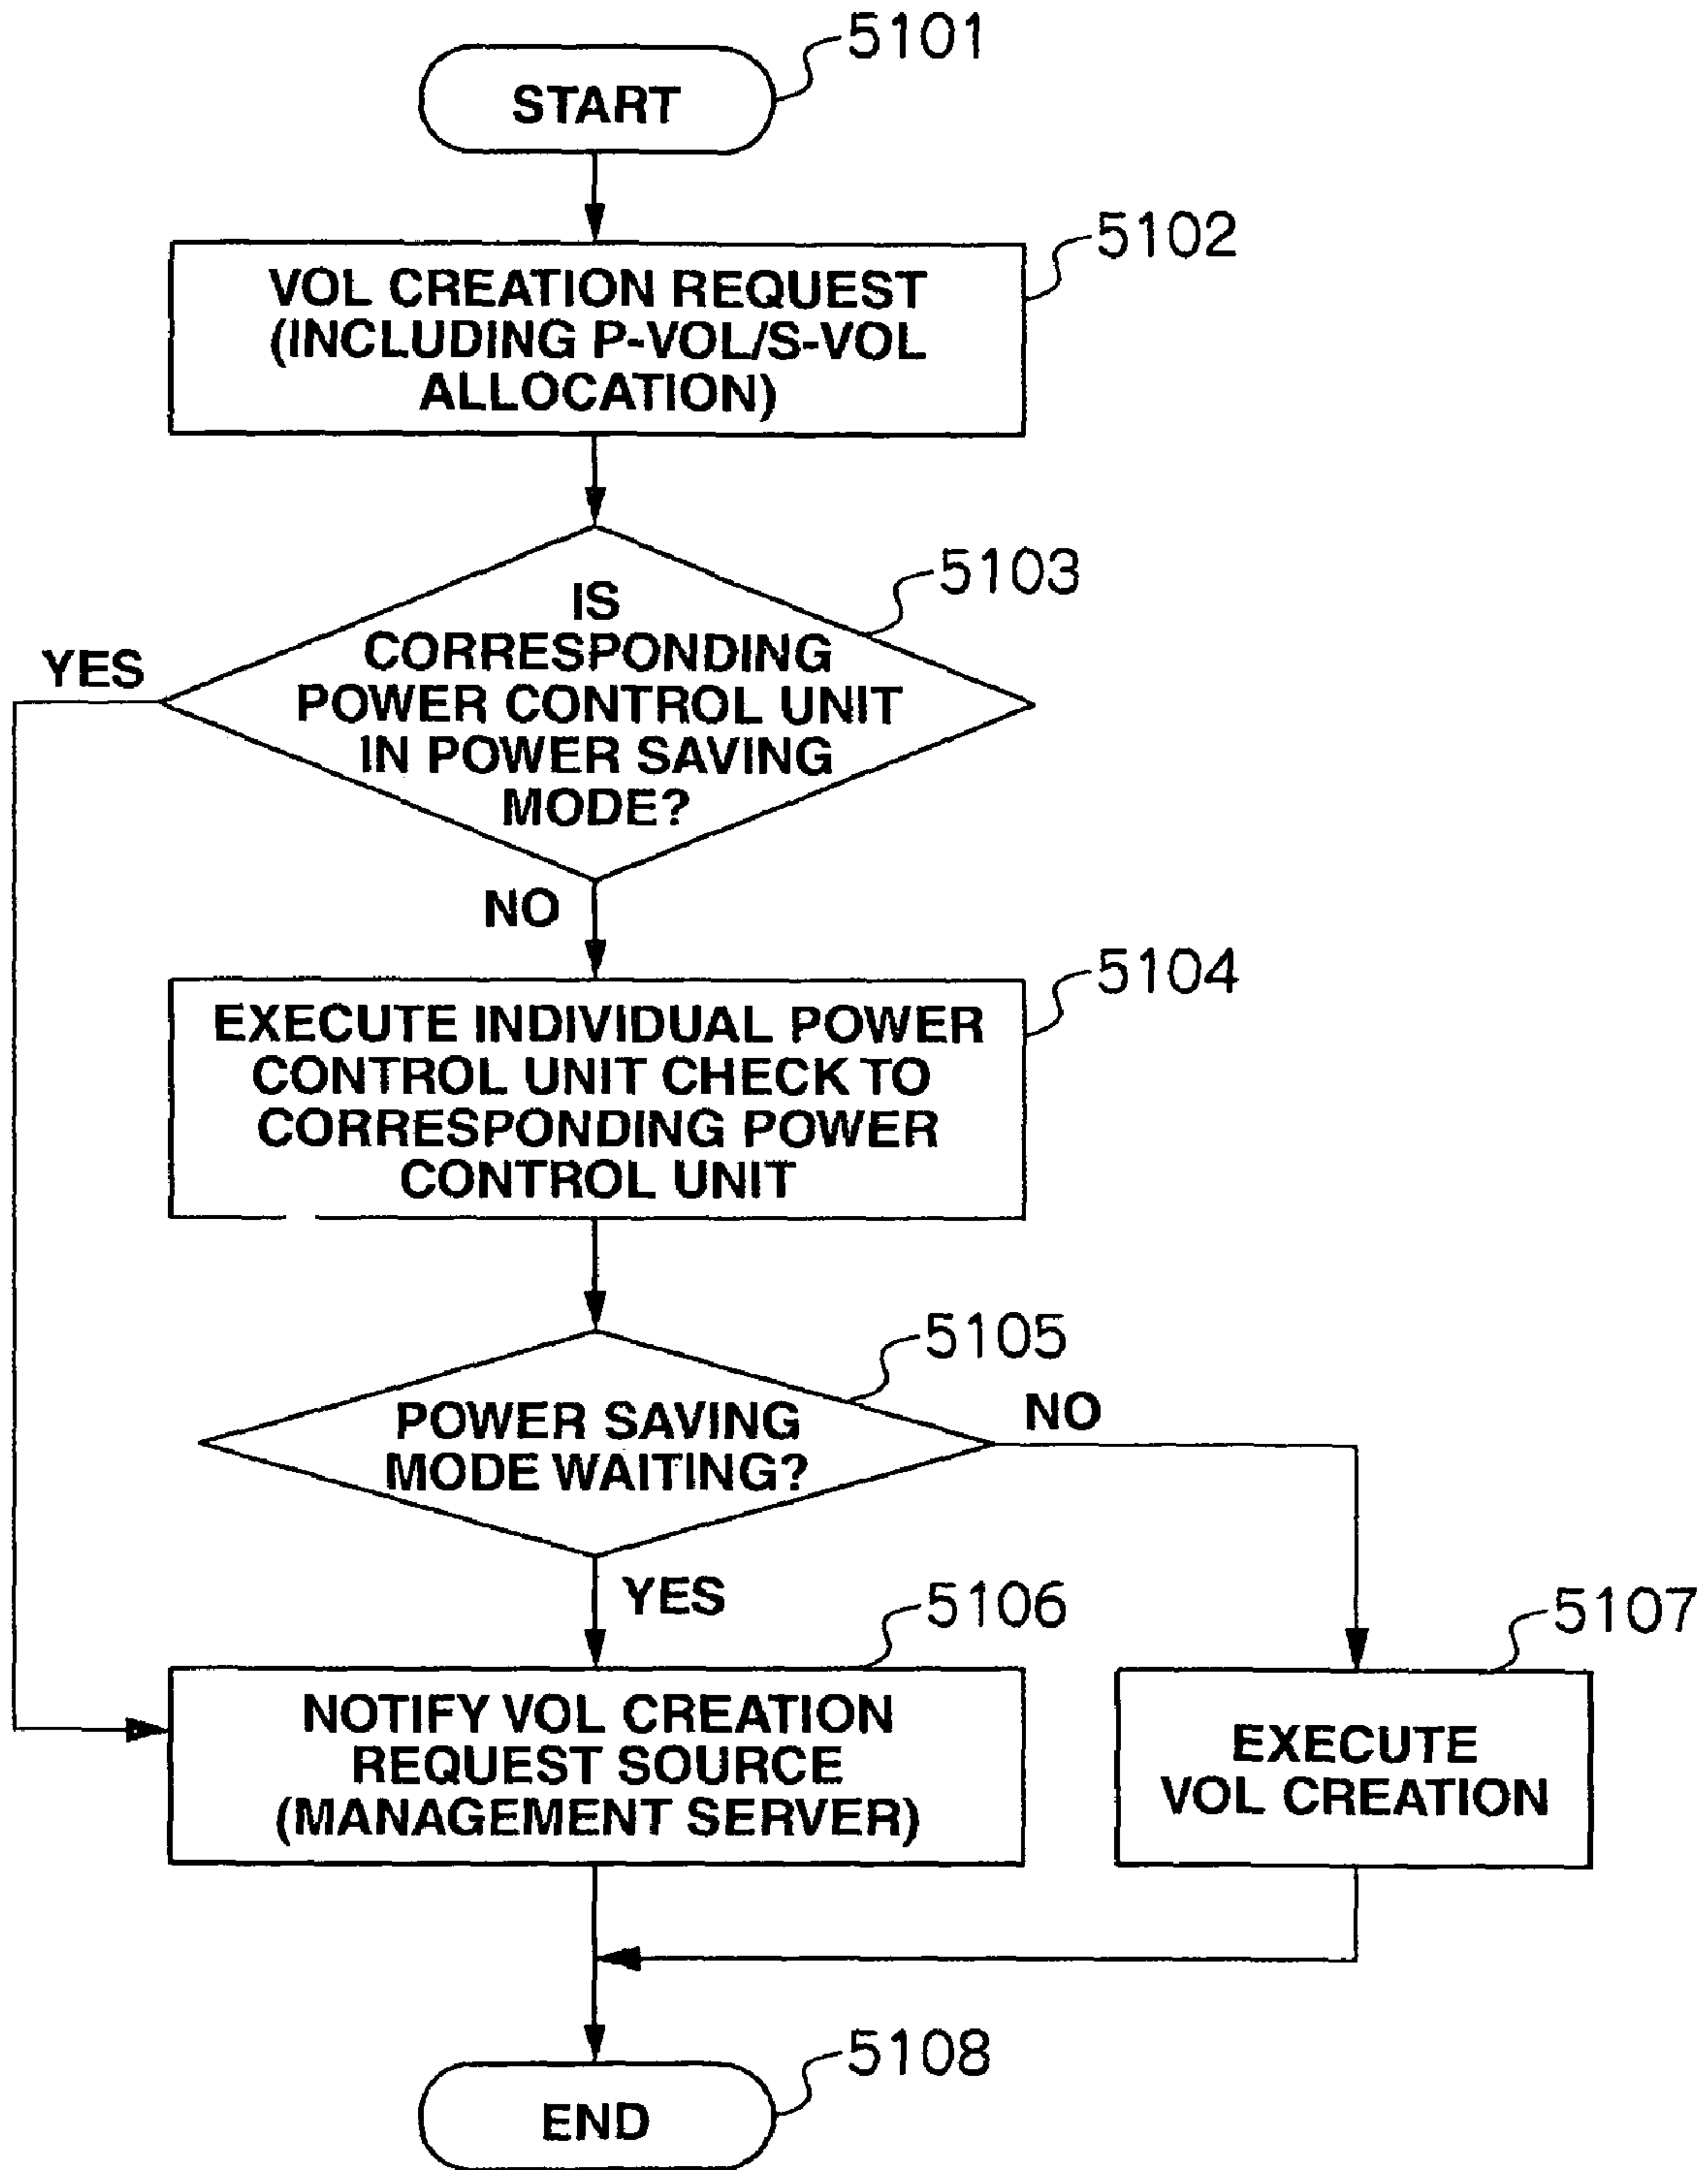 5101
START
5102
VOL CREATION REQUEST
(INCLUDING P-VOL/S-VOL
ALLOCATION)
5103
IS
CORRESPONDING
POWER CONTROL UNIT
IN POWER SAVING
MODE?
YES
NO
5104
EXECUTE INDIVIDUAL POWER
CONTROL UNIT CHECK TO
CORRESPONDING POWER
CONTROL UNIT
5105
POWER SAVING
MODE WAITING?
NO
YES
5106
NOTIFY VOL CREATION
REQUEST SOURCE
(MANAGEMENT SERVER)
5107
EXECUTE
VOL CREATION
5108
END